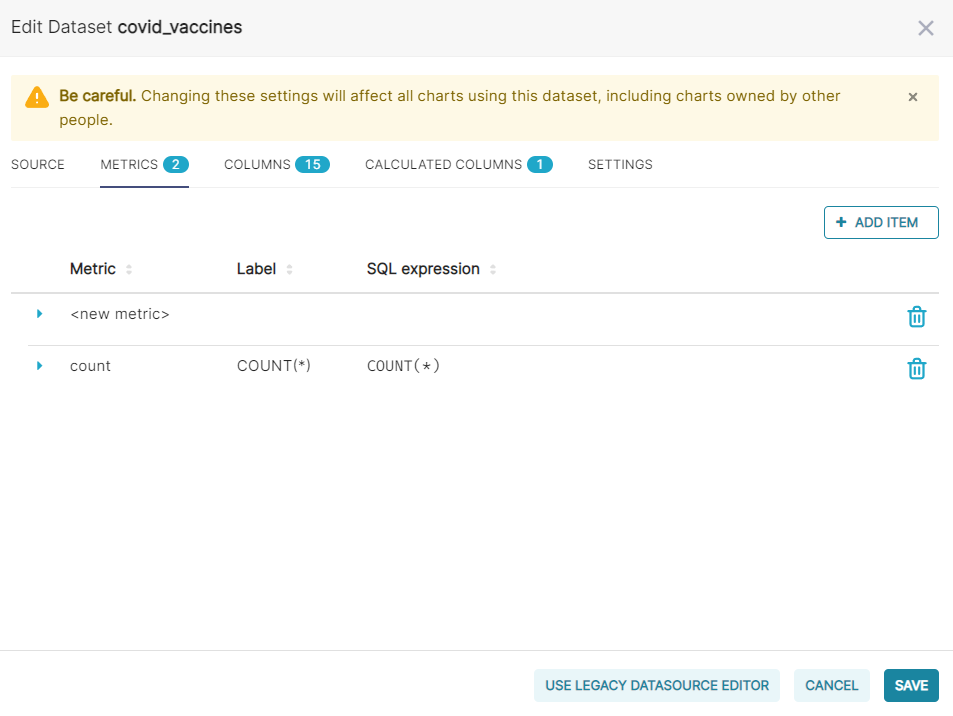 Edit Dataset covid_vaccines
Be careful. Changing these settings will affect all charts using this dataset, including charts owned by other
people.
SOURCE METRICS 2 COLUMNS 15 CALCULATED COLUMNS 1 SETTINGS
+ ADD ITEM
Metric Label SQL expression
<new metric>
count COUNT(*) COUNT(*)
USE LEGACY DATASOURCE EDITOR CANCEL SAVE